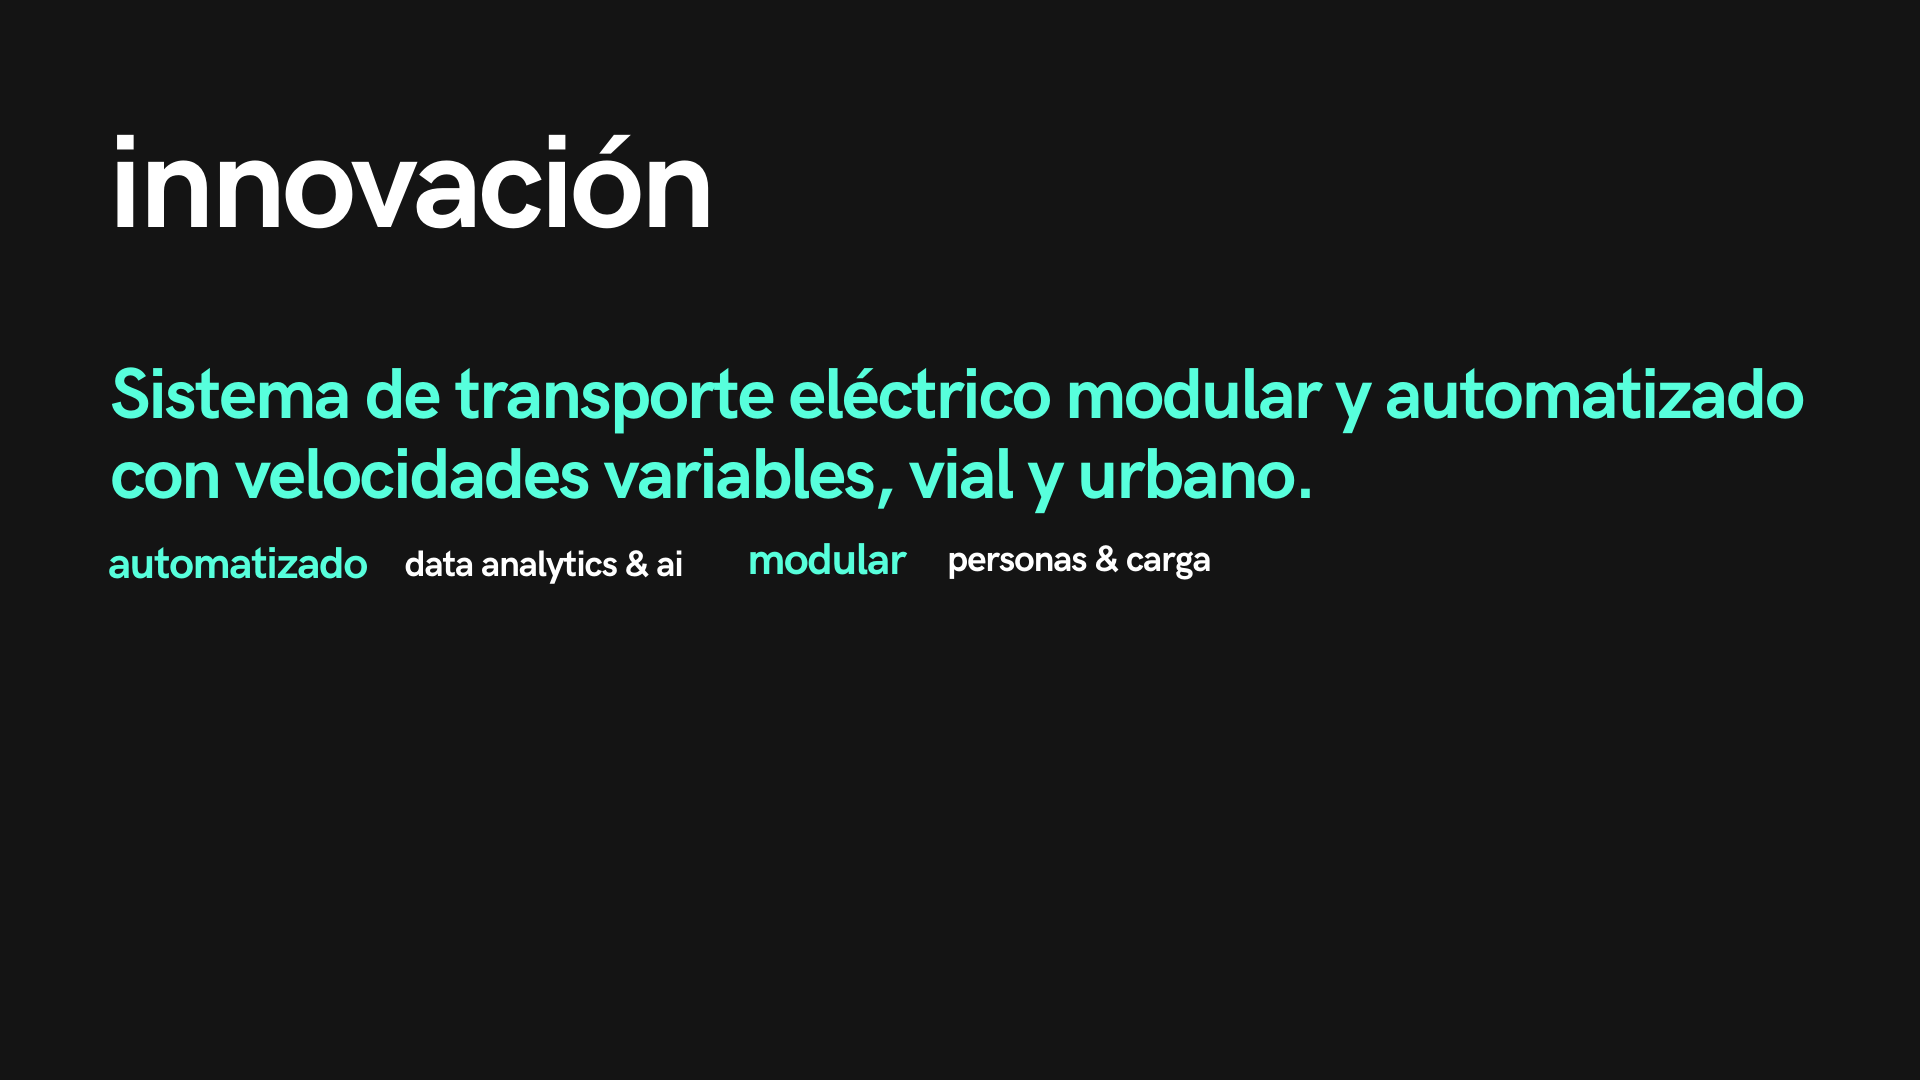 innovación
Sistema de transporte eléctrico modular y automatizado
con velocidades variables, vial y urbano.
automatizado data analytics & ai modular personas & carga